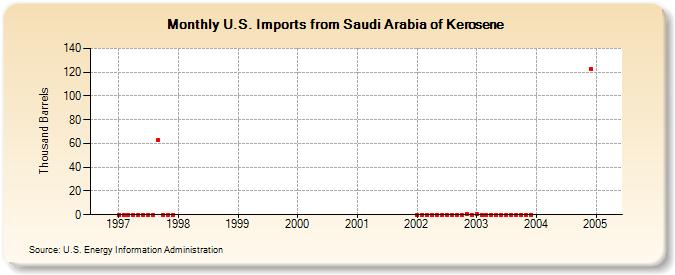 Monthly U.S. Imports from Saudi Arabia of Kerosene
Thousand Barrels
140
120
100
80
60
40
20
0
1997 1998 1999 2000 2001 2002 2003 2004 2005
Source: U.S. Energy Information Administration